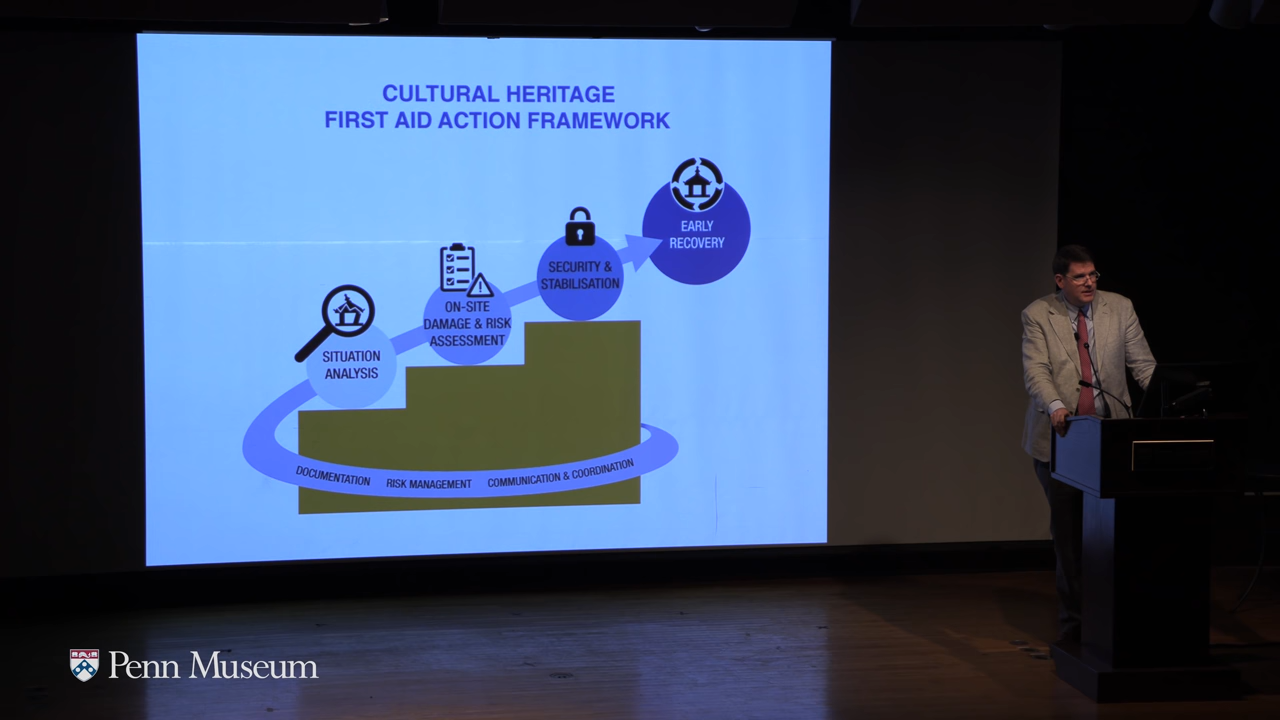 CULTURAL HERITAGE
FIRST AID ACTION FRAMEWORK
EARLY
RECOVERY
SECURITY &
STABILISATION
ON-SITE
DAMAGE & RISK
ASSESSMENT
SITUATION
ANALYSIS
DOCUMENTATION RISK MANAGEMENT COMMUNICATION & COORDINATION
Penn Museum